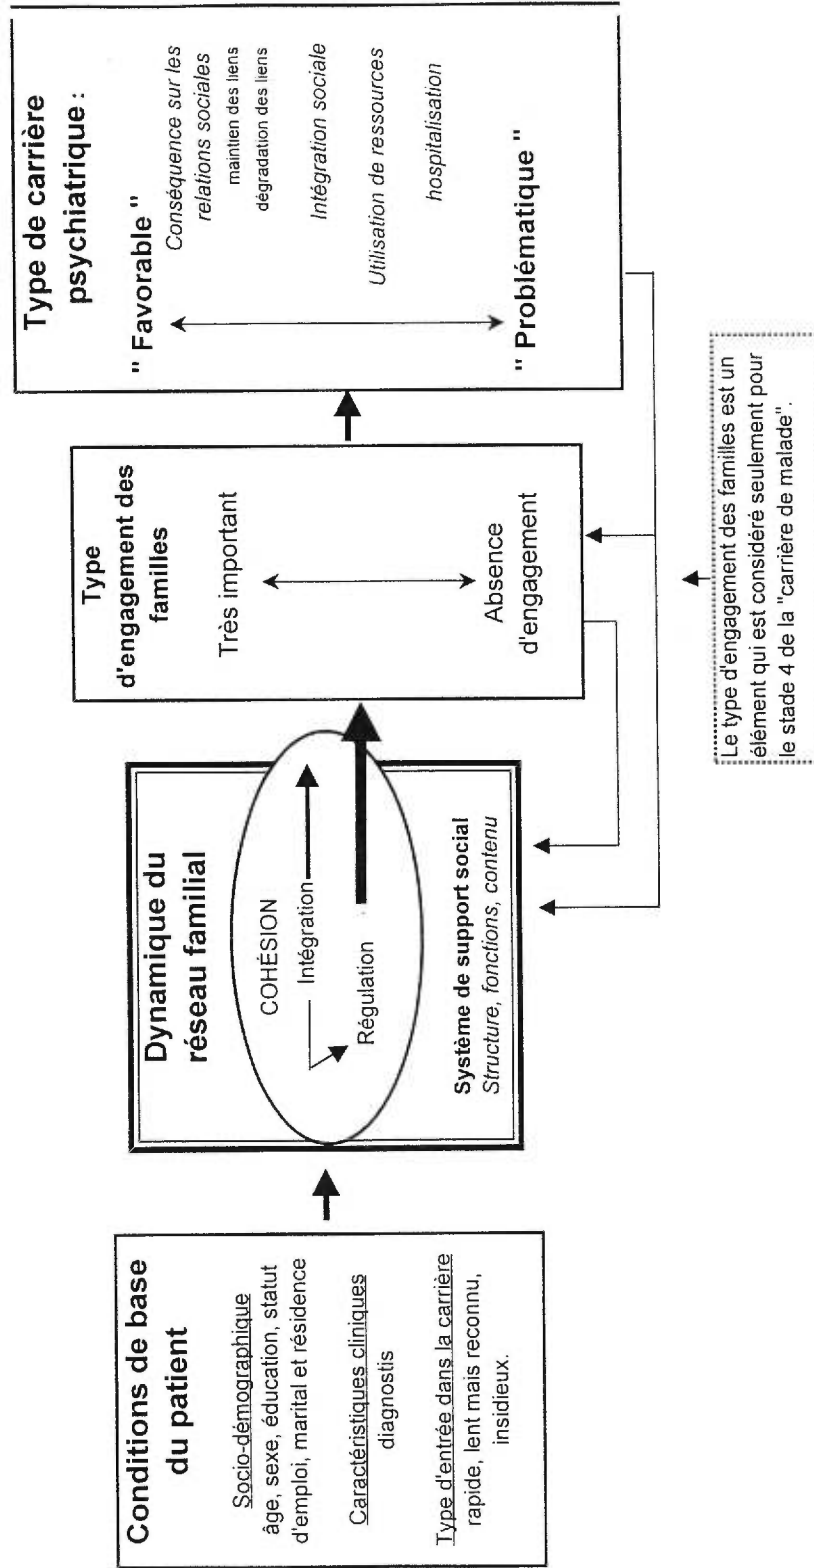 Conditions de base
du patient
Socio-démographique
âge, sexe, éducation, statut
d'emploi, marital et résidence
Caractéristiques cliniques
diagnostis
Type d'entrée dans la carrière
rapide, lent mais reconnu,
insidieux.
Dynamique du
réseau familial
COHÉSION
Intégration
Régulation
Système de support social
Structure, fonctions, contenu
Type
d'engagement des
familles
Très important
Absence
d'engagement
Type de carrière
psychiatrique :
" Favorable "
Conséquence sur les
relations sociales
maintien des liens
dégradation des liens
Intégration sociale
Utilisation de ressources
hospitalisation
" Problématique "
Le type d'engagement des familles est un
élément qui est considéré seulement pour
le stade 4 de la "carrière de malade".